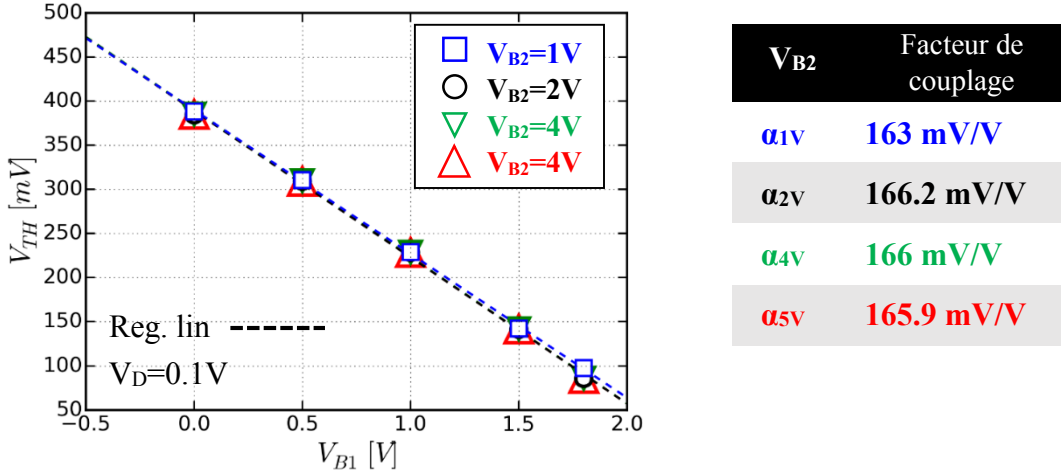 500
450
400
350
300
250
200
150
100
50
V_TH [mV]
−0.5 0.0 0.5 1.0 1.5 2.0
V_B1 [V]
V_B2=1V
V_B2=2V
V_B2=4V
V_B2=4V
Reg. lin
V_D=0.1V
V_B2
Facteur de
couplage
α_1V 163 mV/V
α_2V 166.2 mV/V
α_4V 166 mV/V
α_5V 165.9 mV/V